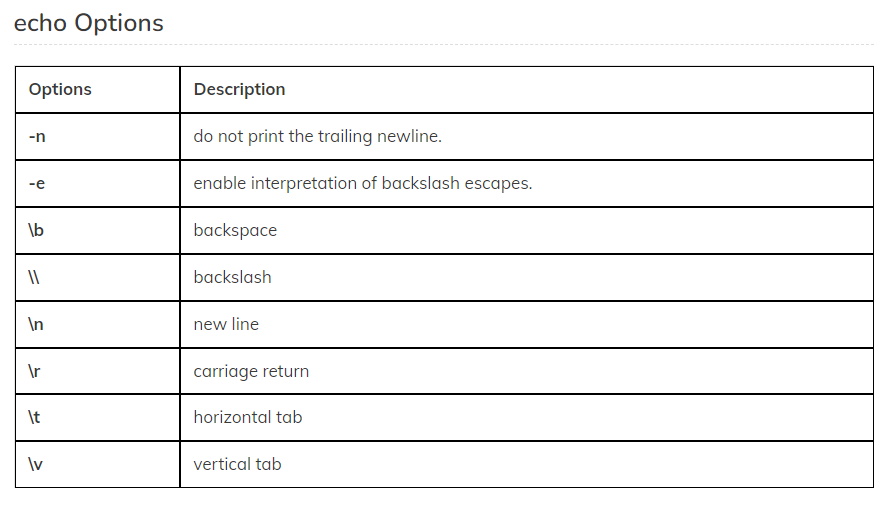 echo Options
Options Description
-n do not print the trailing newline.
-e enable interpretation of backslash escapes.
\b backspace
\\ backslash
\n new line
\r carriage return
\t horizontal tab
\v vertical tab